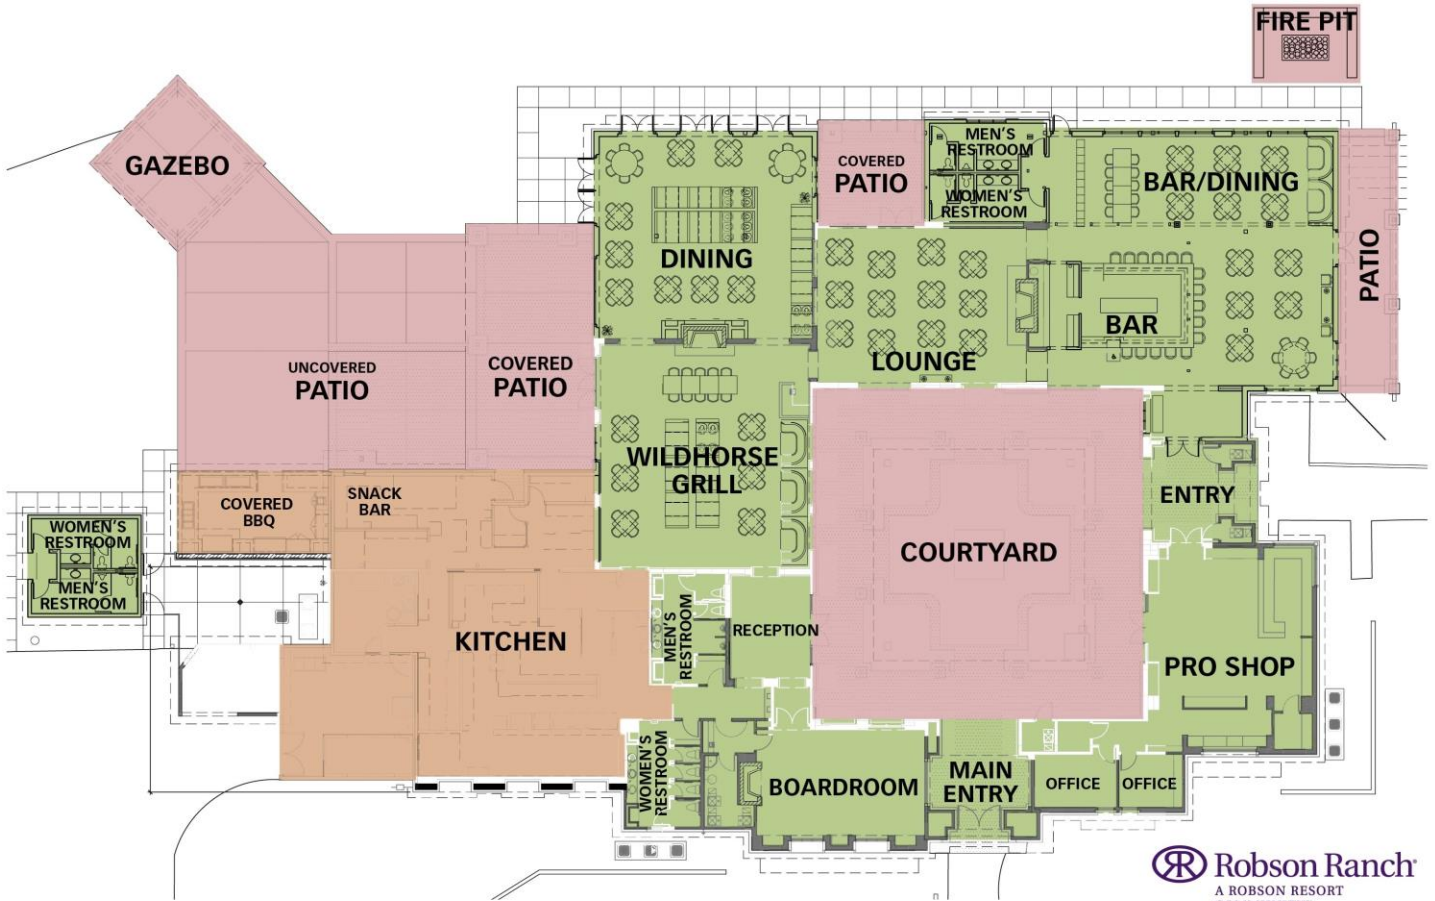 FIRE PIT
GAZEBO
COVERED
PATIO
MEN'S
RESTROOM
WOMEN'S
RESTROOM
BAR/DINING
DINING
PATIO
BAR
LOUNGE
UNCOVERED
PATIO
COVERED
PATIO
WILDHORSE
GRILL
COVERED
BBQ
SNACK
BAR
ENTRY
WOMEN'S
RESTROOM
MEN'S
RESTROOM
COURTYARD
KITCHEN
MEN'S
RESTROOM
RECEPTION
PRO SHOP
WOMEN'S
RESTROOM
BOARDROOM
MAIN
ENTRY
OFFICE
OFFICE
RR Robson Ranch
A ROBSON RESORT